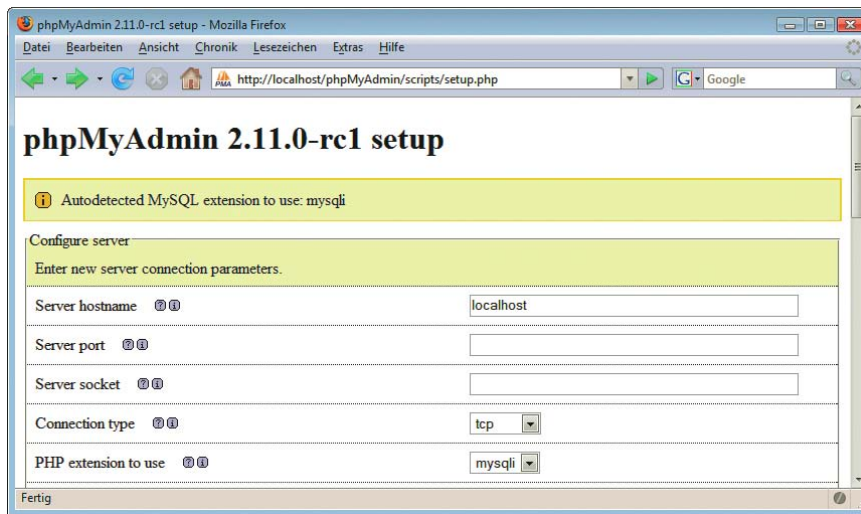 phpMyAdmin 2.11.0-rc1 setup - Mozilla Firefox
Datei Bearbeiten Ansicht Chronik Lesezeichen Extras Hilfe
PMA http://localhost/phpMyAdmin/scripts/setup.php G Google
phpMyAdmin 2.11.0-rc1 setup
i Autodetected MySQL extension to use: mysqli
Configure server
Enter new server connection parameters.
Server hostname ? i localhost
Server port ? i
Server socket ? i
Connection type ? i tcp
PHP extension to use ? i mysqli
Fertig